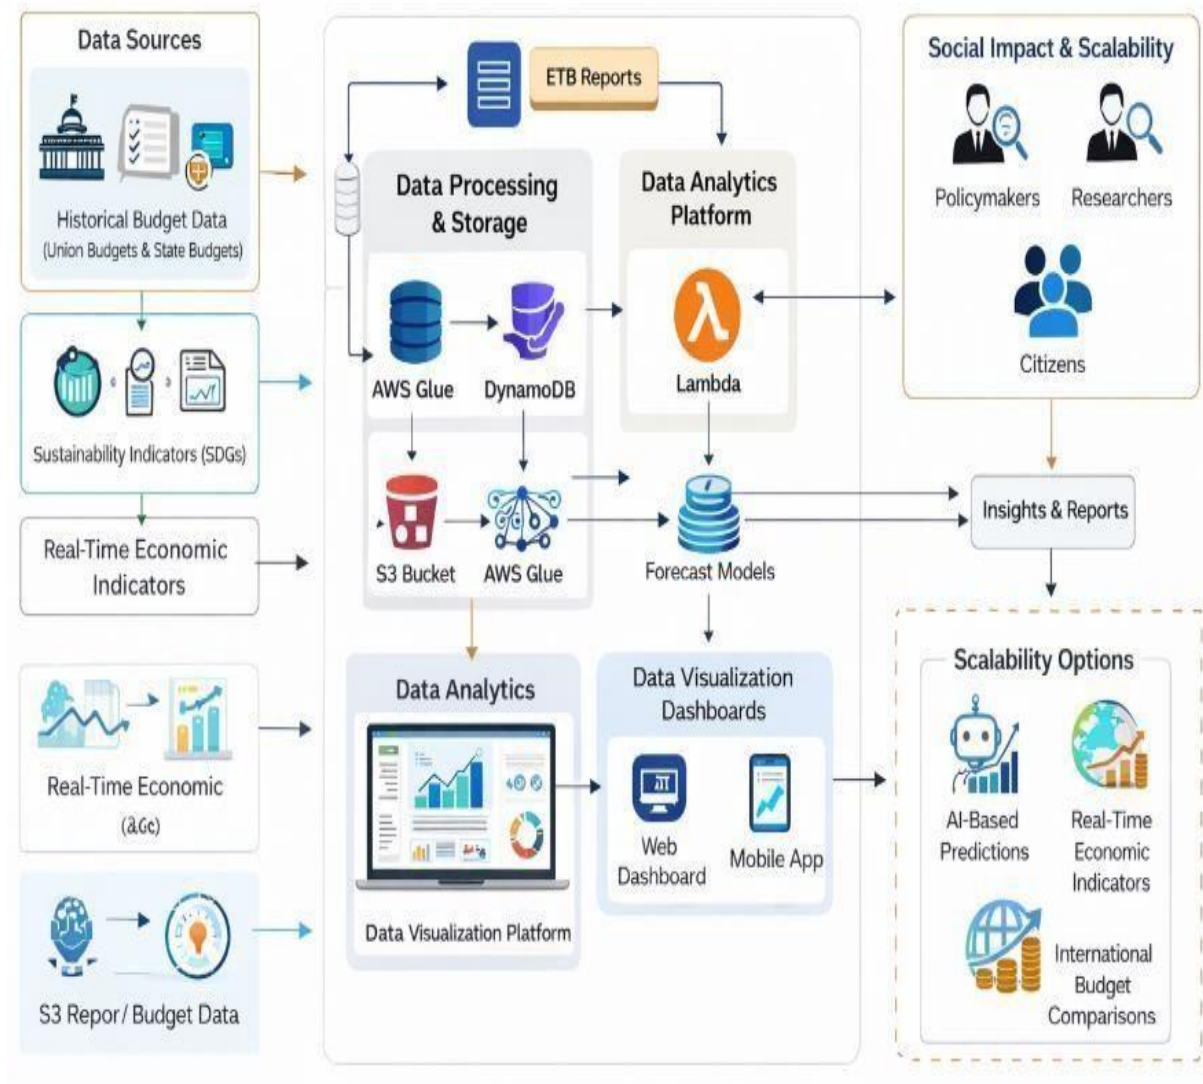 Data Sources
Historical Budget Data
(Union Budgets & State Budgets)
Sustainability Indicators (SDGs)
Real-Time Economic
Indicators
Real-Time Economic
S3 Repor/ Budget Data
ETB Reports
Data Processing
& Storage
AWS Glue
DynamoDB
S3 Bucket
AWS Glue
Data Analytics
Platform
Lambda
Forecast Models
Data Analytics
Data Visualization Platform
Data Visualization
Dashboards
Web
Dashboard
Mobile App
Social Impact & Scalability
Policymakers
Researchers
Citizens
Insights & Reports
Scalability Options
AI-Based
Predictions
Real-Time
Economic
Indicators
International
Budget
Comparisons